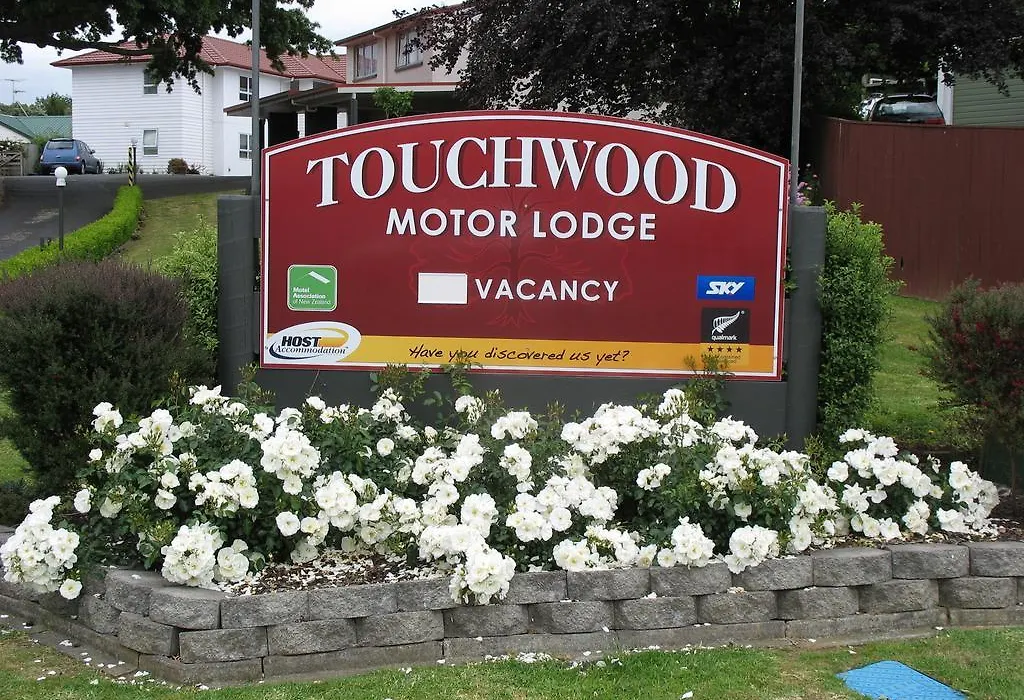 TOUCHWOOD
MOTOR LODGE
VACANCY
Motel
Association
of New Zealand
SKY
qualmark
HOST
Accommodation
Have you discovered us yet?